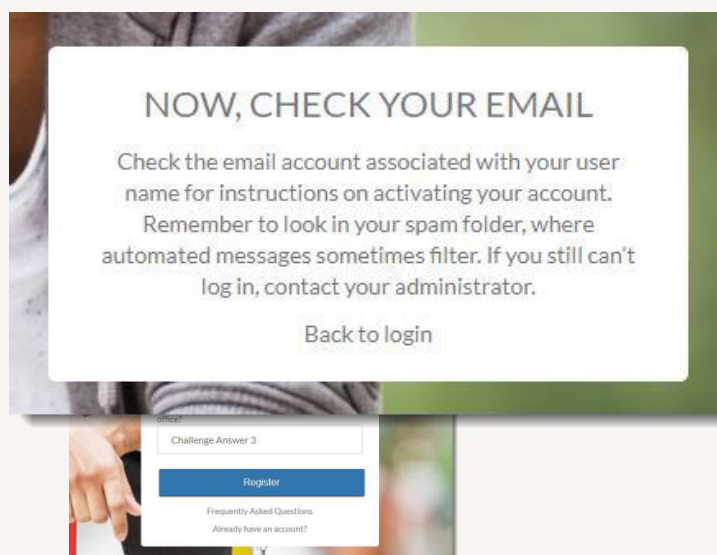 NOW, CHECK YOUR EMAIL
Check the email account associated with your user
name for instructions on activating your account.
Remember to look in your spam folder, where
automated messages sometimes filter. If you still can't
log in, contact your administrator.
Back to login
office?
Challenge Answer 3
Register
Frequently Asked Questions
Already have an account?